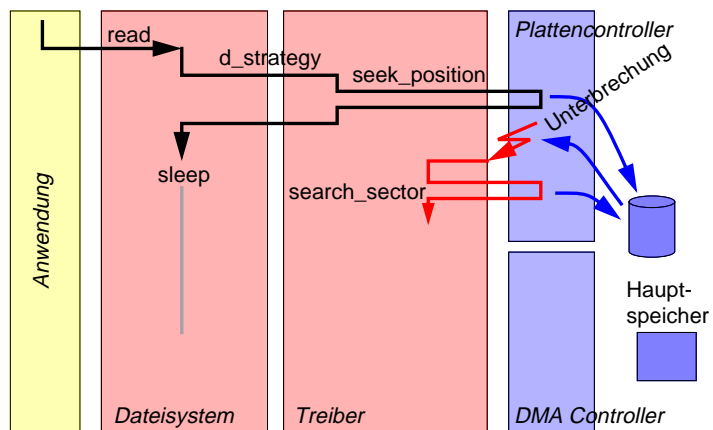 read
Plattencontroller
d_strategy
seek_position
Unterbrechung
sleep
search_sector
Anwendung
Haupt-
speicher
Dateisystem
Treiber
DMA Controller